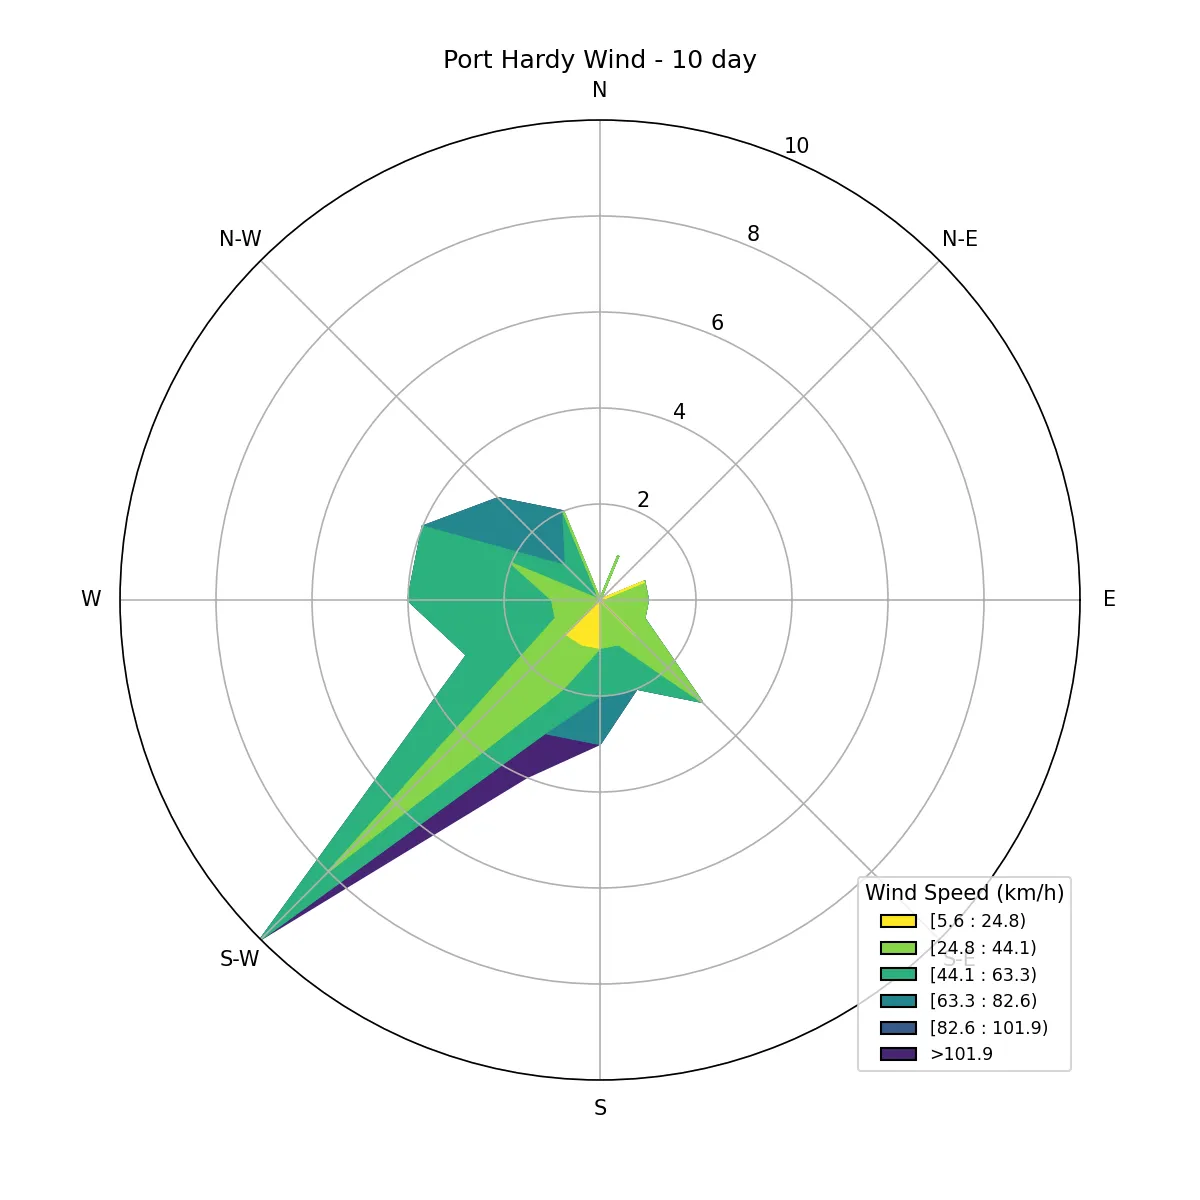 Port Hardy Wind - 10 day
N
10
N-W
N-E
8
6
4
2
W
E
S-W
S-E
Wind Speed (km/h)
[5.6 : 24.8)
[24.8 : 44.1)
[44.1 : 63.3)
[63.3 : 82.6)
[82.6 : 101.9)
>101.9
S